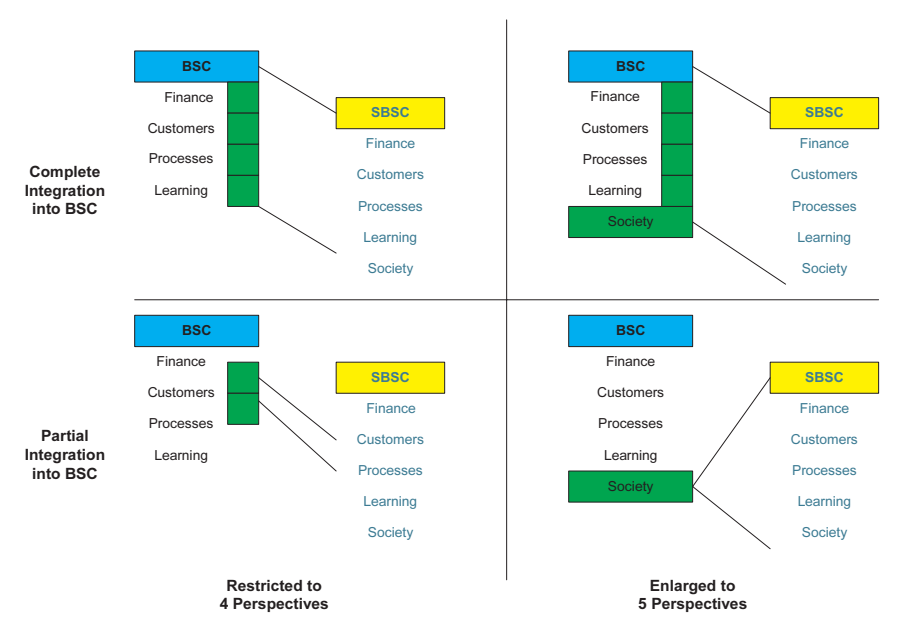 BSC
Finance
Customers
Processes
Learning
SBSC
Finance
Customers
Processes
Learning
Society
BSC
Finance
Customers
Processes
Learning
Society
SBSC
Finance
Customers
Processes
Learning
Society
Complete
Integration
into BSC
BSC
Finance
Customers
Processes
Learning
SBSC
Finance
Customers
Processes
Learning
Society
BSC
Finance
Customers
Processes
Learning
Society
SBSC
Finance
Customers
Processes
Learning
Society
Partial
Integration
into BSC
Restricted to
4 Perspectives
Enlarged to
5 Perspectives